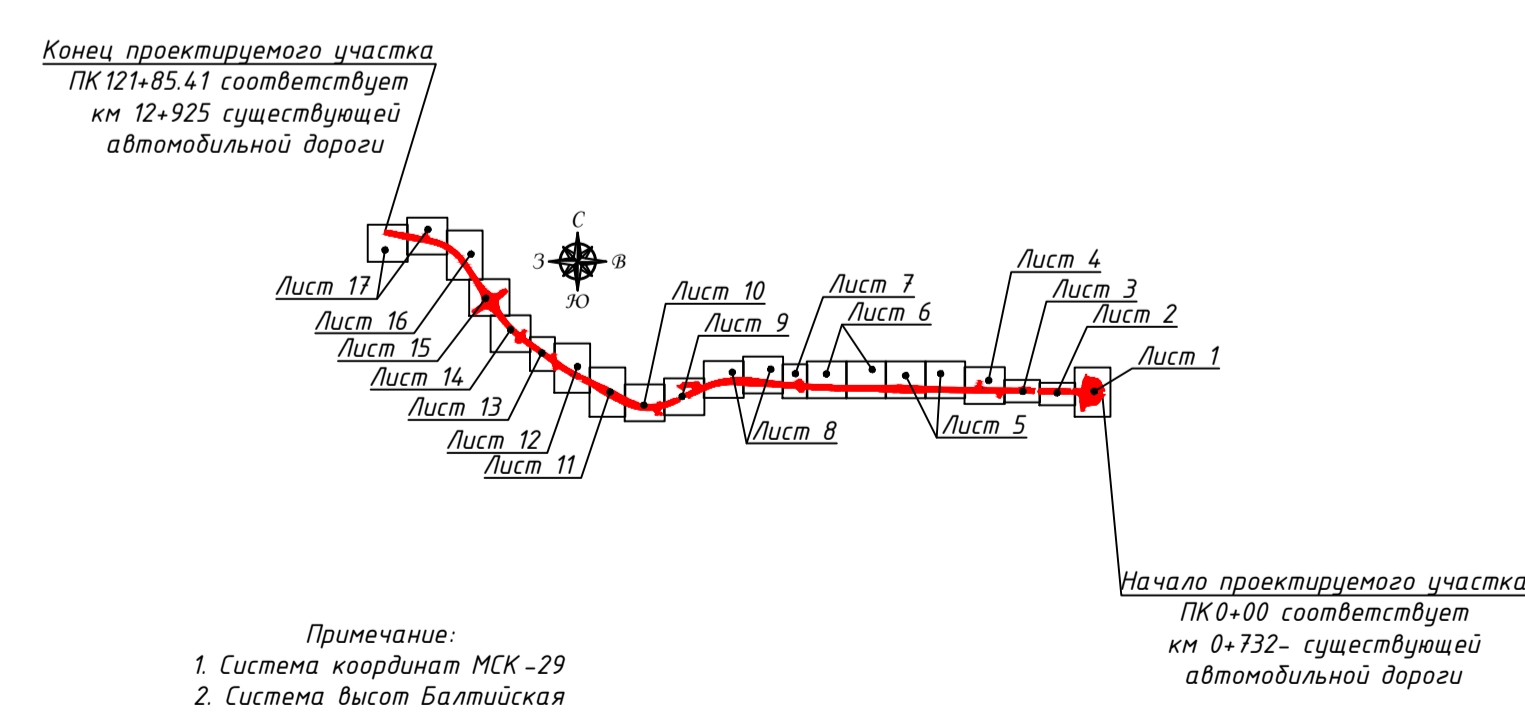 Конец проектируемого участка
ПК 121+85.41 соответствует
км 12+925 существующей
автомобильной дороги
С
З
В
Ю
Лист 17
Лист 16
Лист 15
Лист 14
Лист 13
Лист 12
Лист 11
Лист 10
Лист 9
Лист 8
Лист 7
Лист 6
Лист 5
Лист 4
Лист 3
Лист 2
Лист 1
Начало проектируемого участка
ПК 0+00 соответствует
км 0+732- существующей
автомобильной дороги
Примечание:
1. Система координат МСК-29
2. Система высот Балтийская